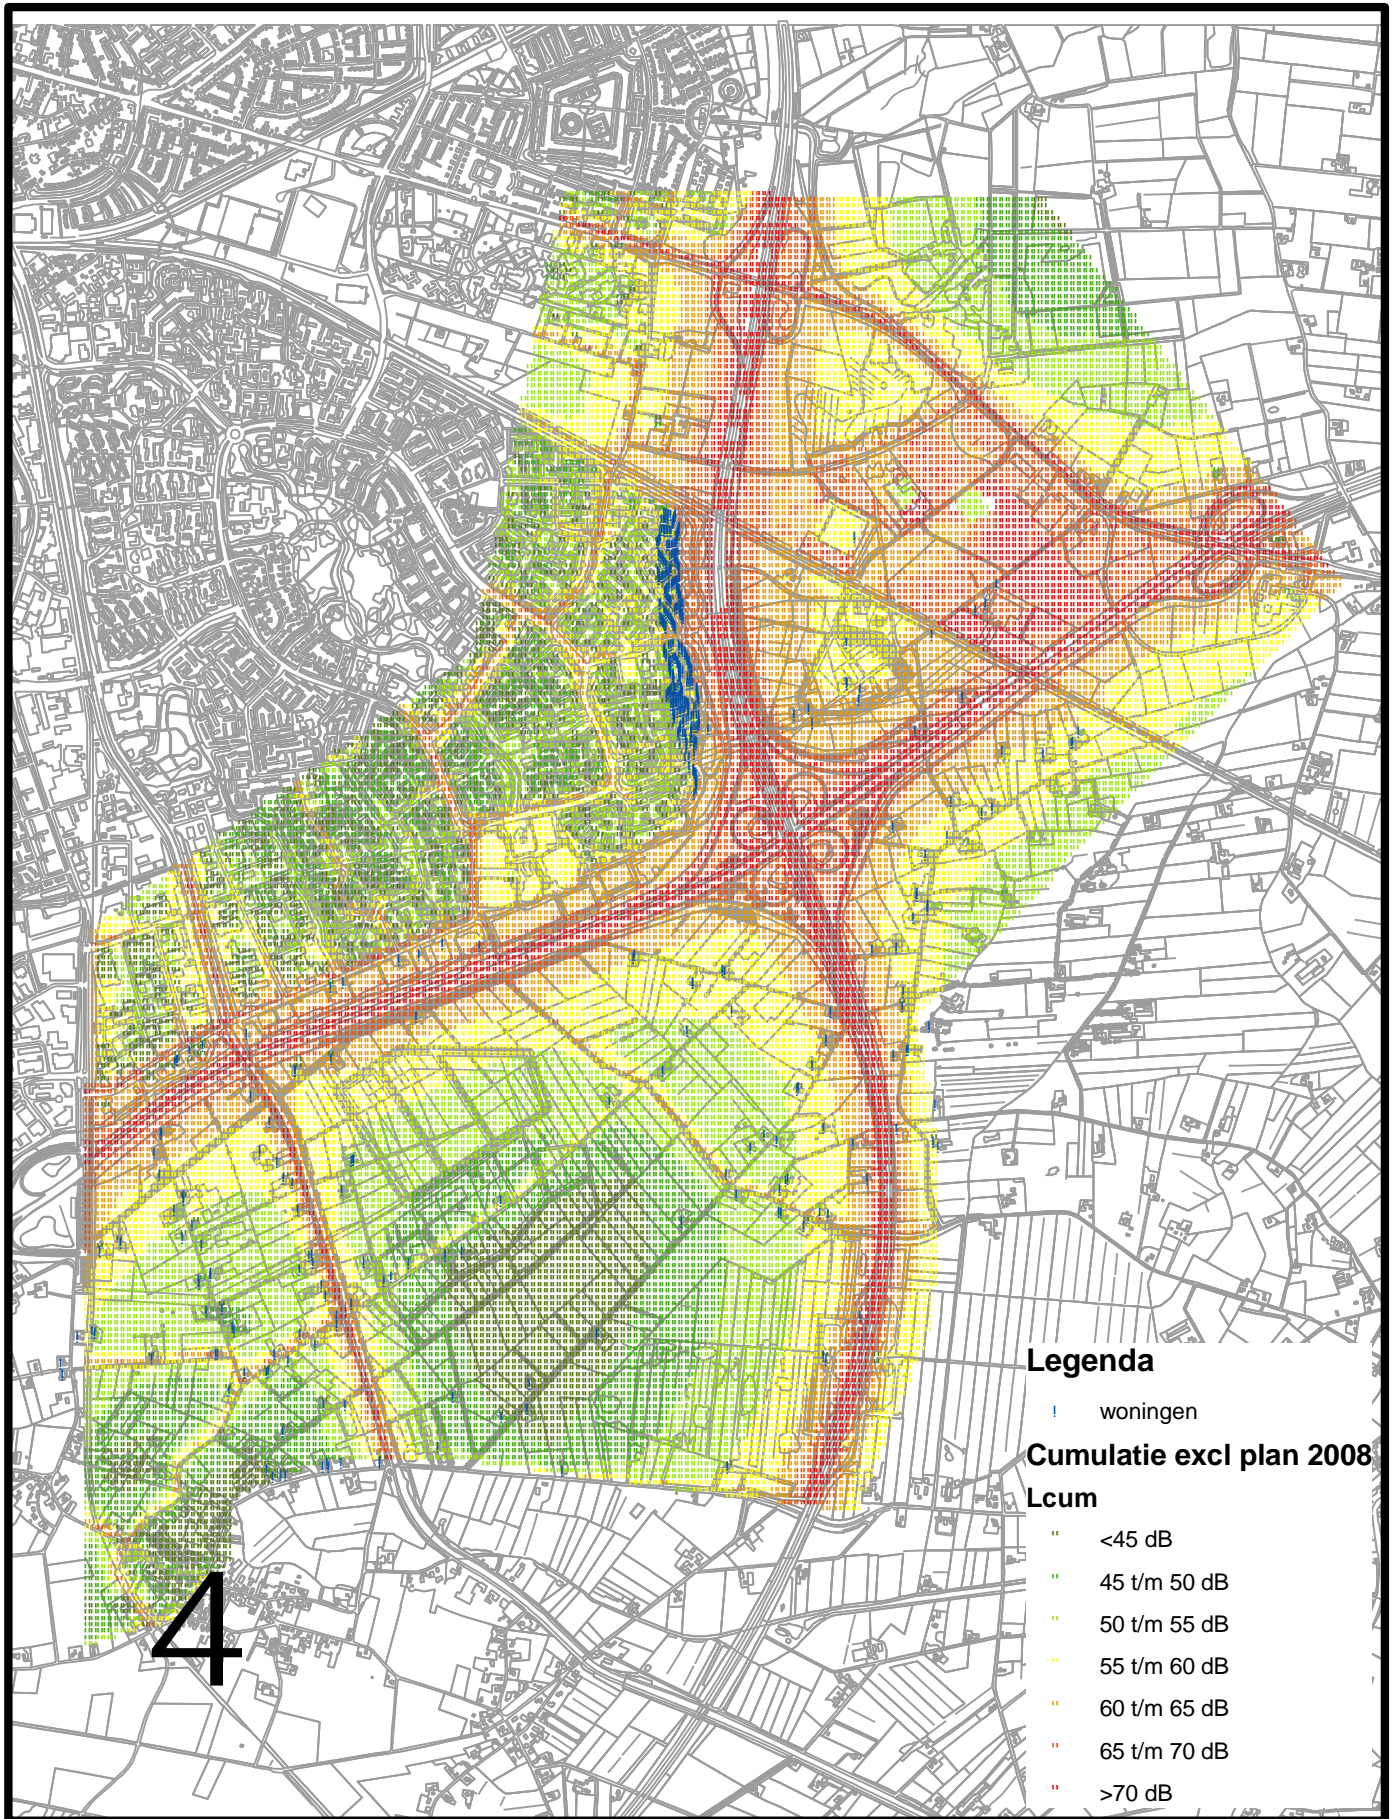 Legenda
! woningen
Cumulatie excl plan 2008
Lcum
" <45 dB
" 45 t/m 50 dB
" 50 t/m 55 dB
" 55 t/m 60 dB
" 60 t/m 65 dB
" 65 t/m 70 dB
" >70 dB
4